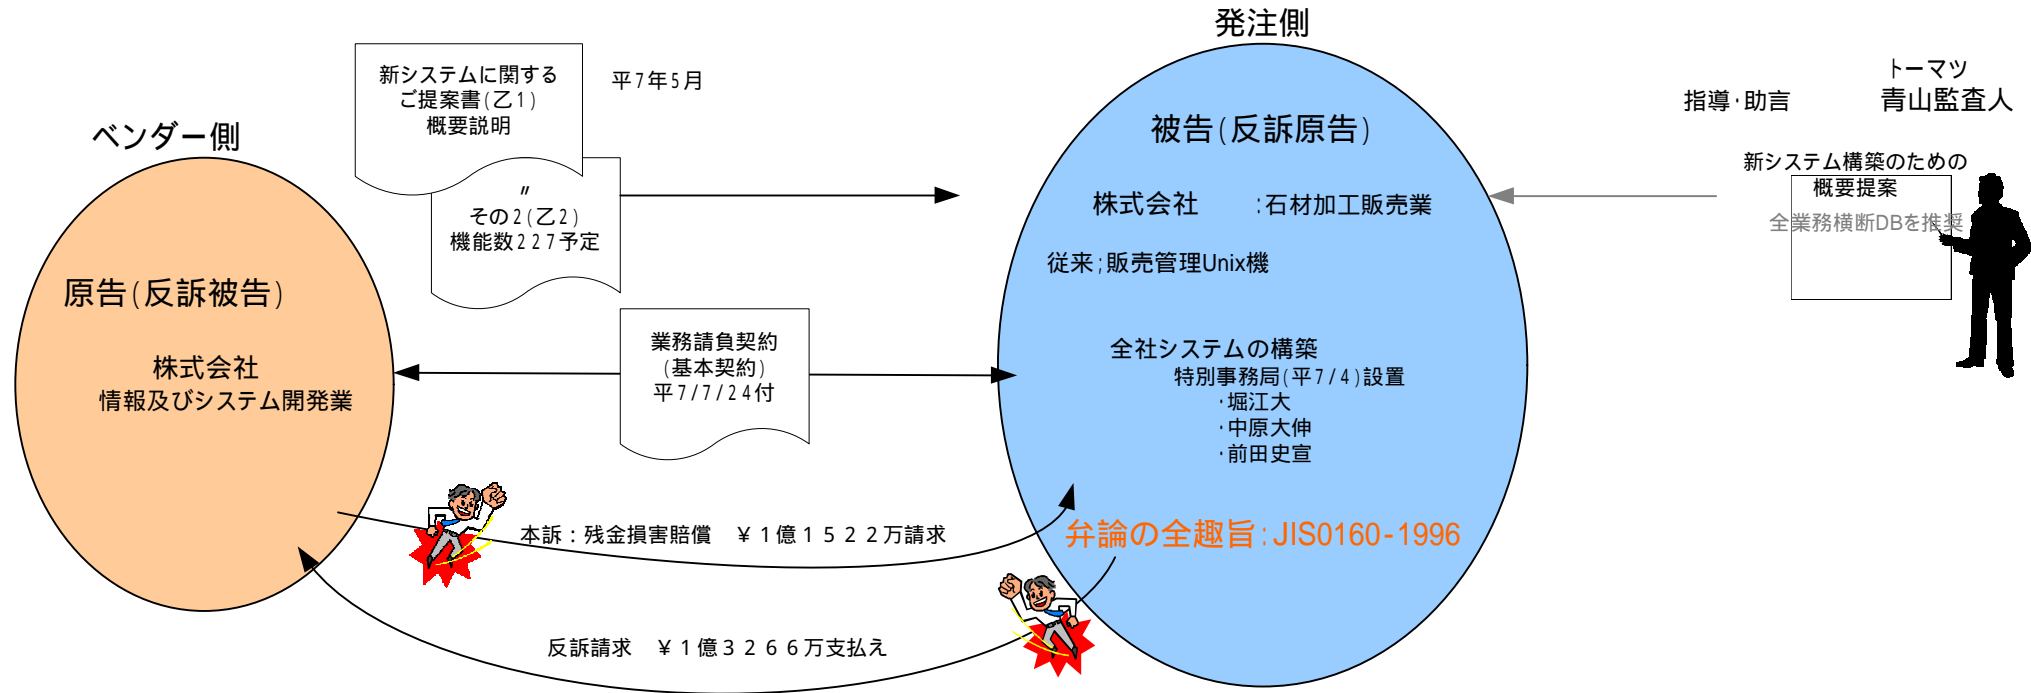 発注側
ベンダー側
新システムに関する
ご提案書(乙1)
概要説明
平7年5月
〃
その2(乙2)
機能数227予定
原告(反訴被告)
株式会社
情報及びシステム開発業
業務請負契約
(基本契約)
平7/7/24付
被告(反訴原告)
株式会社　　:石材加工販売業
従来;販売管理Unix機
全社システムの構築
特別事務局(平7/4)設置
・堀江大
・中原大伸
・前田史宣
弁論の全趣旨:JIS0160-1996
トーマツ
指導・助言　　青山監査人
新システム構築のための
概要提案
全業務横断DBを推奨
本訴：残金損害賠償　￥１億１５２２万請求
反訴請求　￥１億３２６６万支払え